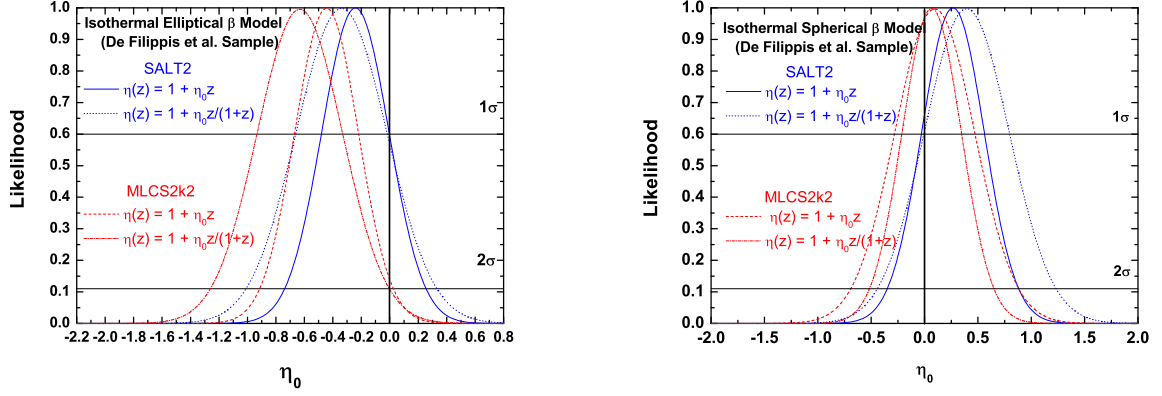 Isothermal Elliptical β Model
(De Filippis et al. Sample)
SALT2
η(z) = 1 + η₀z
η(z) = 1 + η₀z/(1+z)
MLCS2k2
η(z) = 1 + η₀z
η(z) = 1 + η₀z/(1+z)
1σ
2σ
Likelihood
1.0
0.9
0.8
0.7
0.6
0.5
0.4
0.3
0.2
0.1
0.0
-2.2 -2.0 -1.8 -1.6 -1.4 -1.2 -1.0 -0.8 -0.6 -0.4 -0.2 0.0 0.2 0.4 0.6 0.8
η₀
Isothermal Spherical β Model
(De Filippis et al. Sample)
SALT2
η(z) = 1 + η₀z
η(z) = 1 + η₀z/(1+z)
MLCS2k2
η(z) = 1 + η₀z
η(z) = 1 + η₀z/(1+z)
1σ
2σ
Likelihood
1.0
0.9
0.8
0.7
0.6
0.5
0.4
0.3
0.2
0.1
0.0
-2.0 -1.5 -1.0 -0.5 0.0 0.5 1.0 1.5 2.0
η₀